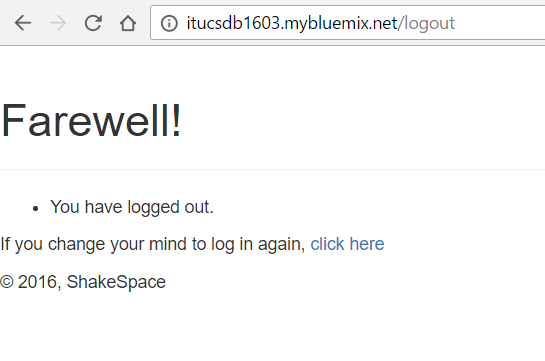 itucsdb1603.mybluemix.net/logout
Farewell!
• You have logged out.
If you change your mind to log in again, click here
© 2016, ShakeSpace